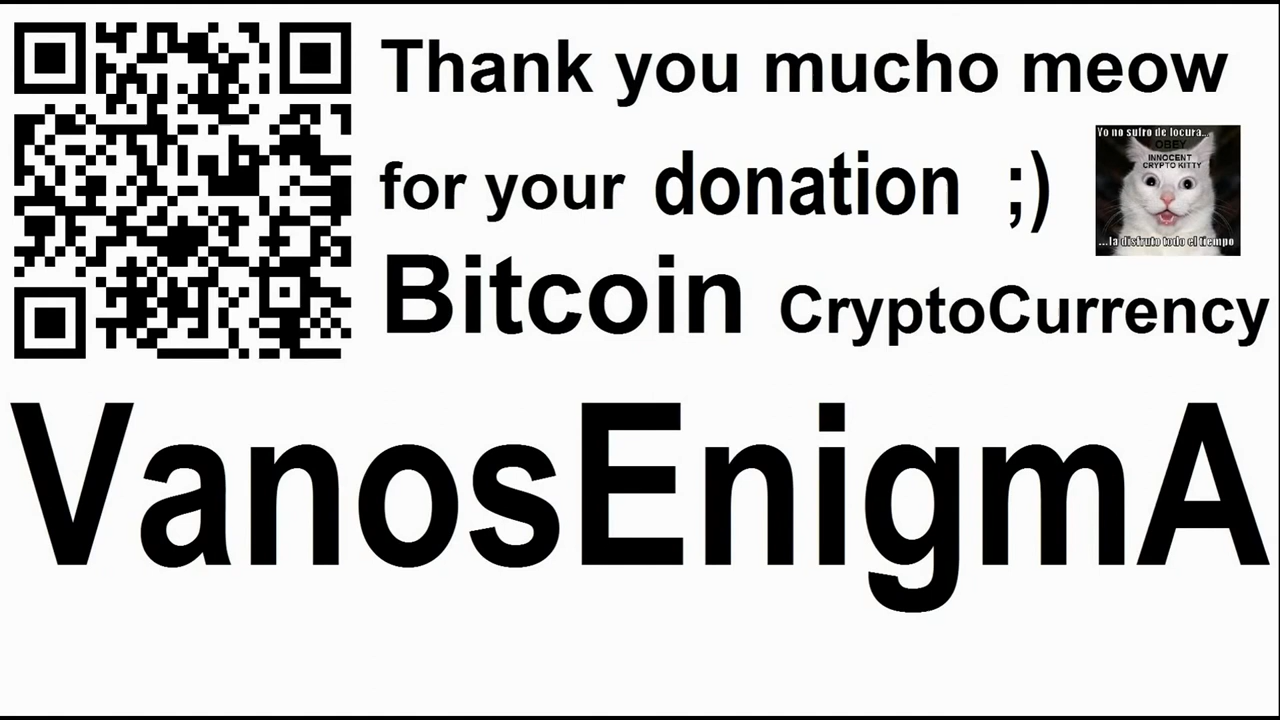 Thank you mucho meow
Yo no sufro de locura...
OBEY
INNOCENT
CRYPTO KITTY
...la disfruto todo el tiempo
for your donation ;)
Bitcoin CryptoCurrency
VanosEnigmA